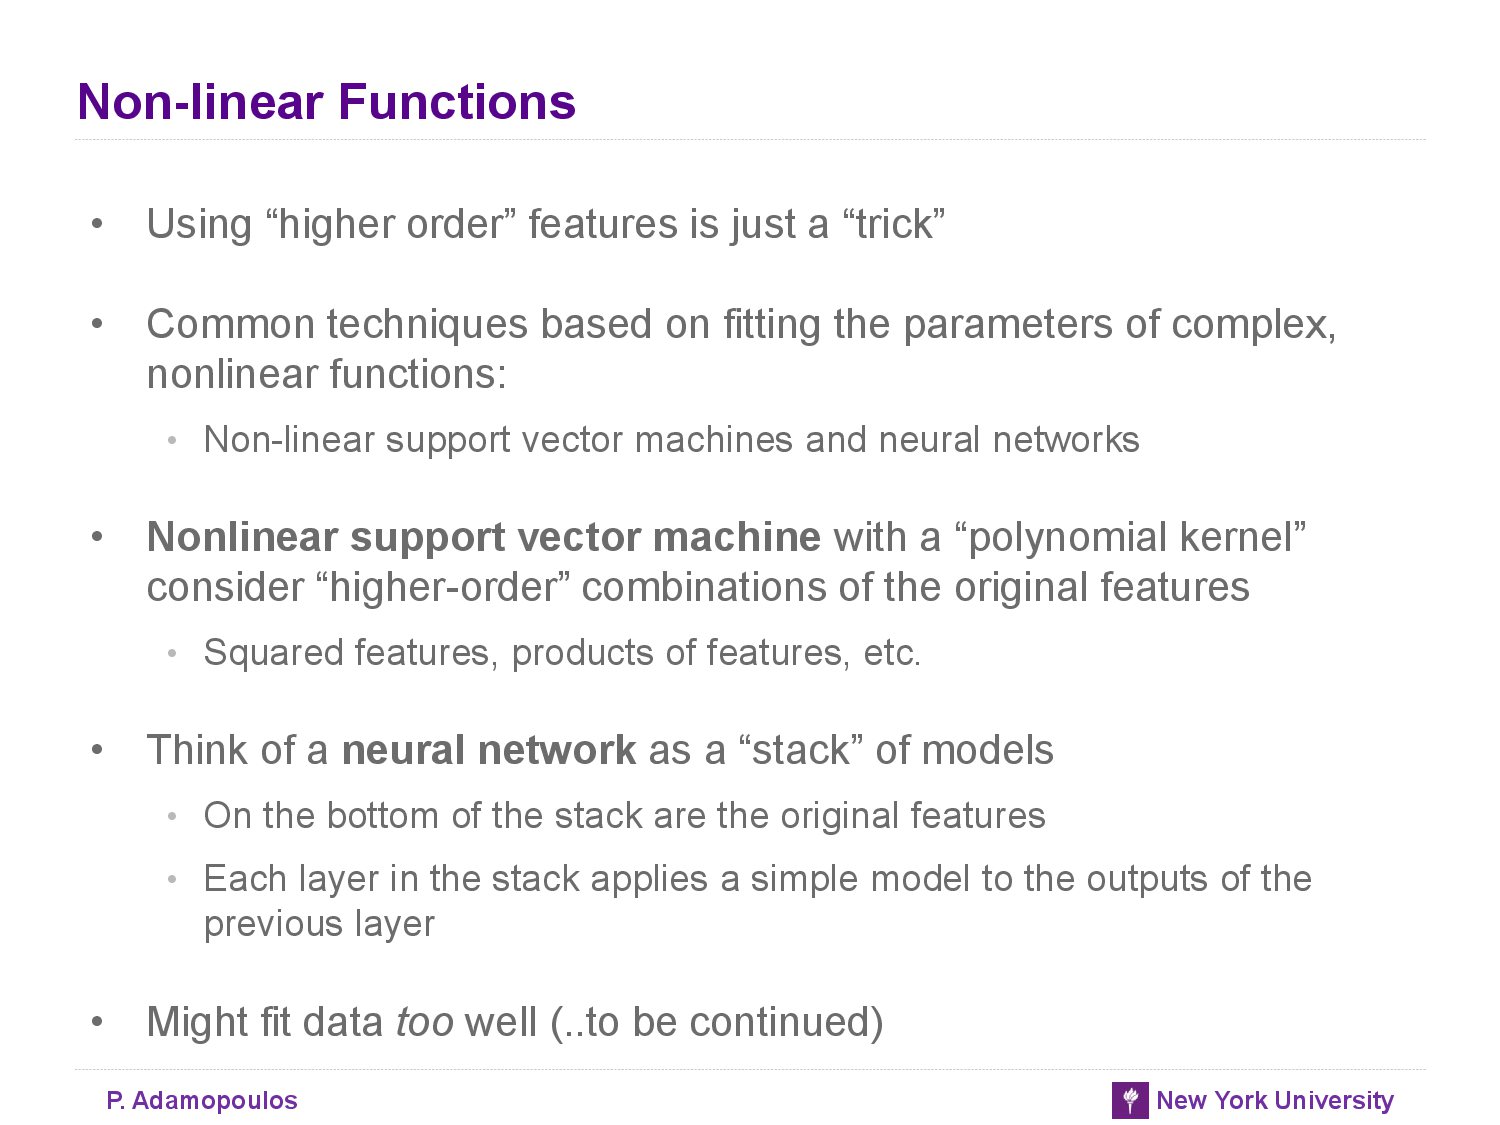 Non-linear Functions
• Using “higher order” features is just a “trick”
• Common techniques based on fitting the parameters of complex,
nonlinear functions:
• Non-linear support vector machines and neural networks
• Nonlinear support vector machine with a “polynomial kernel”
consider “higher-order” combinations of the original features
• Squared features, products of features, etc.
• Think of a neural network as a “stack” of models
• On the bottom of the stack are the original features
• Each layer in the stack applies a simple model to the outputs of the
previous layer
• Might fit data too well (..to be continued)
P. Adamopoulos
New York University